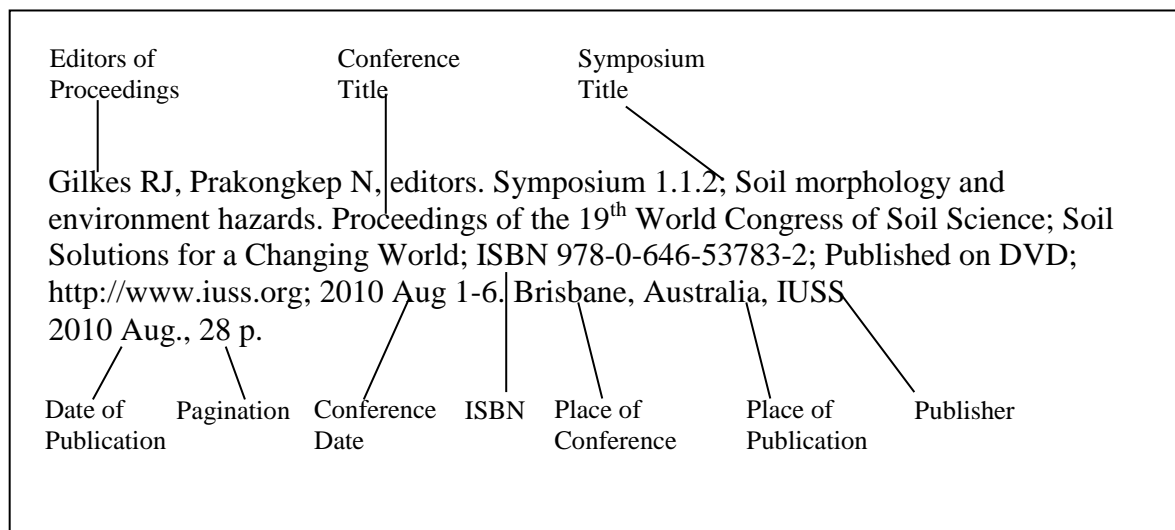 Editors of Conference Symposium
Proceedings Title Title
Gilkes RJ, Prakongkep N, editors. Symposium 1.1.2; Soil morphology and
environment hazards. Proceedings of the 19th World Congress of Soil Science; Soil
Solutions for a Changing World; ISBN 978-0-646-53783-2; Published on DVD;
http://www.iuss.org; 2010 Aug 1-6. Brisbane, Australia, IUSS
2010 Aug., 28 p.
Date of Pagination Conference ISBN Place of Place of Publisher
Publication Date Conference Publication